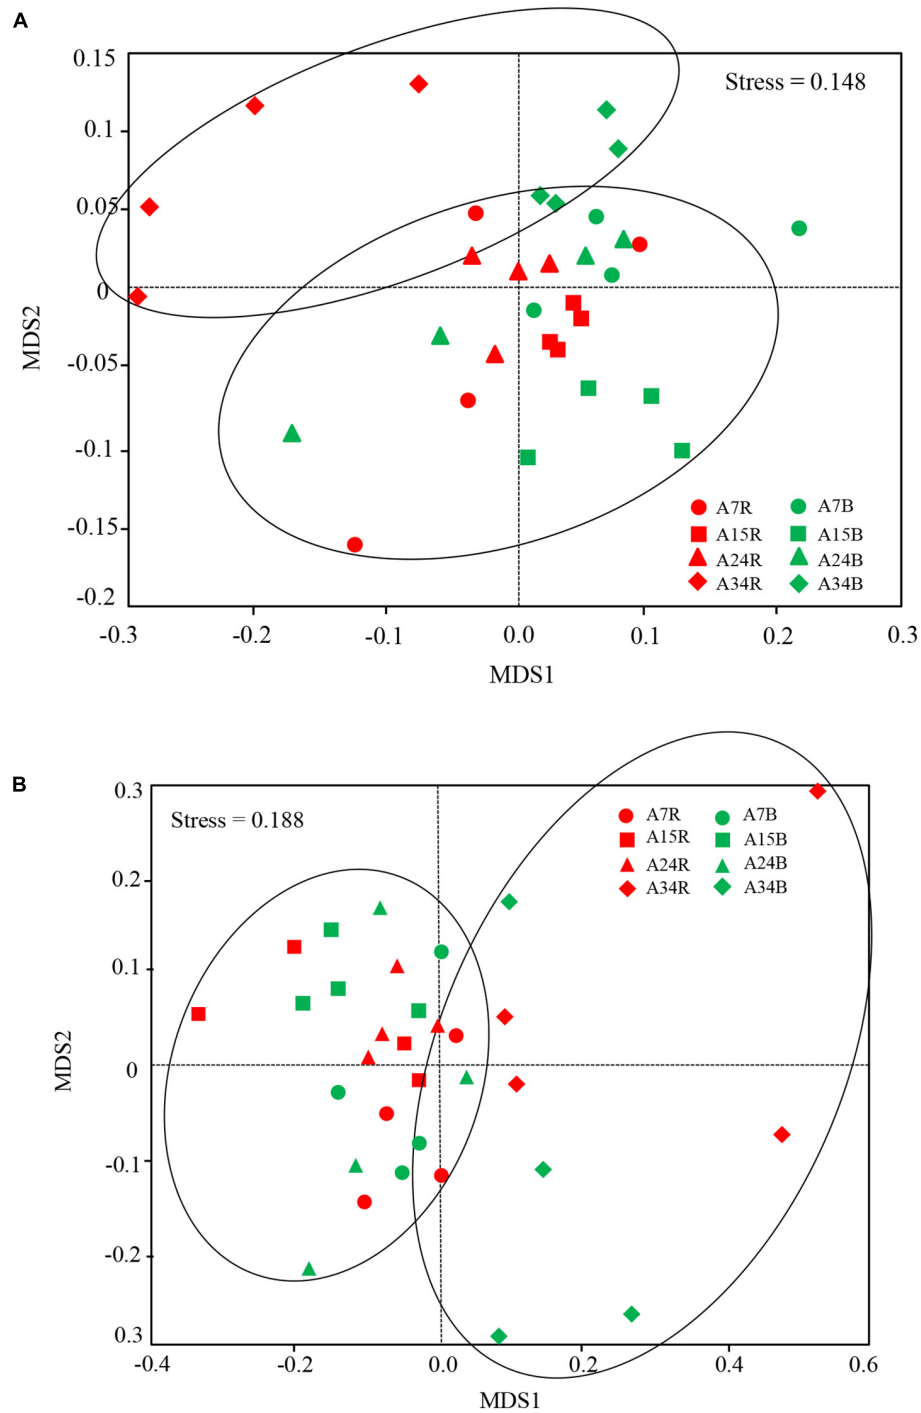 A
0.15
Stress = 0.148
0.1
0.05
0
MDS2
-0.05
-0.1
-0.15
-0.2
A7R A7B
A15R A15B
A24R A24B
A34R A34B
-0.3 -0.2 -0.1 0.0 0.1 0.2 0.3
MDS1
B
0.3
Stress = 0.188
A7R A7B
A15R A15B
A24R A24B
A34R A34B
0.2
0.1
0
MDS2
-0.1
-0.2
0.3
-0.4 -0.2 0.0 0.2 0.4 0.6
MDS1